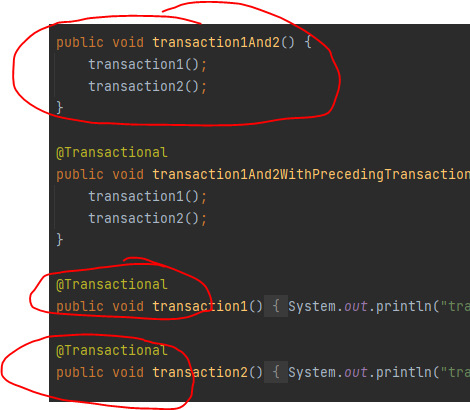 public void transaction1And2() {
transaction1();
transaction2();
}
@Transactional
public void transaction1And2WithPrecedingTransaction
transaction1();
transaction2();
}
@Transactional
public void transaction1() { System.out.println("tra
@Transactional
public void transaction2() { System.out.println("tra